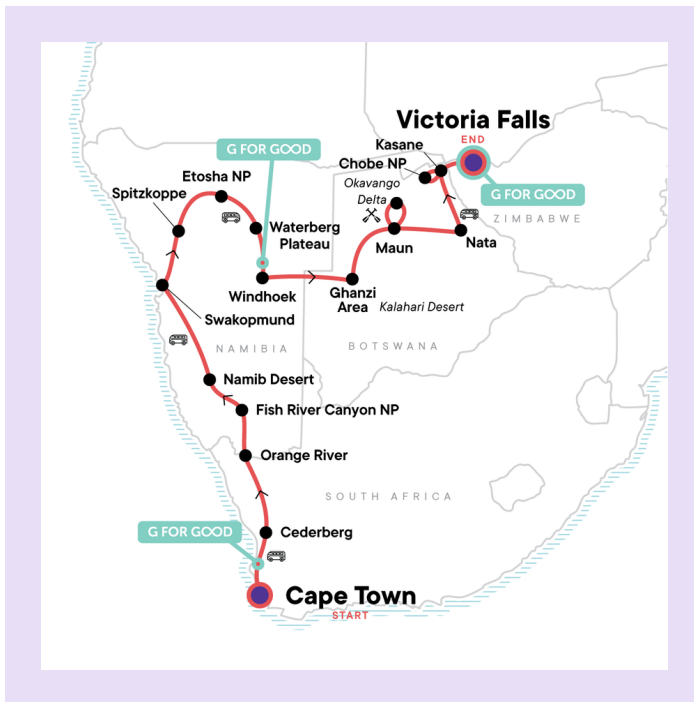 Victoria Falls
END
Kasane
G FOR GOOD
Chobe NP
Etosha NP
Okavango
Delta
Spitzkoppe
G FOR GOOD
ZIMBABWE
Waterberg
Plateau
Nata
Maun
Windhoek
Ghanzi
Area
Kalahari Desert
Swakopmund
NAMIBIA
BOTSWANA
Namib Desert
Fish River Canyon NP
Orange River
SOUTH AFRICA
G FOR GOOD
Cederberg
Cape Town
START